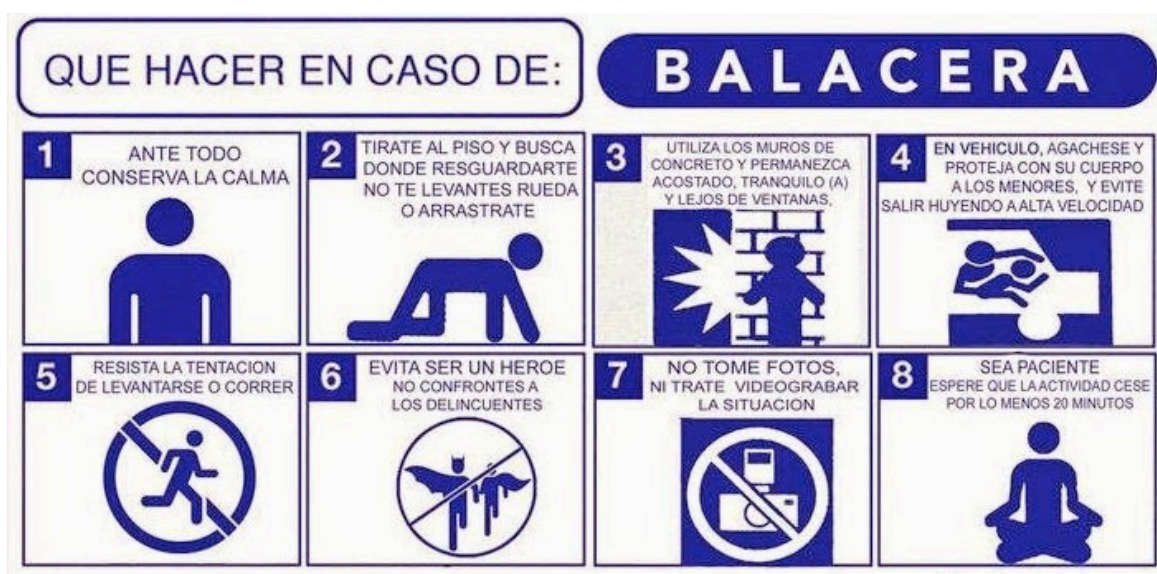 QUE HACER EN CASO DE:
BALACERA
1
ANTE TODO
CONSERVA LA CALMA
2
TIRATE AL PISO Y BUSCA
DONDE RESGUARDARTE
NO TE LEVANTES RUEDA
O ARRASTRATE
3
UTILIZA LOS MUROS DE
CONCRETO Y PERMANEZCA
ACOSTADO, TRANQUILO (A)
Y LEJOS DE VENTANAS,
4
EN VEHICULO, AGACHESE Y
PROTEJA CON SU CUERPO
A LOS MENORES, Y EVITE
SALIR HUYENDO A ALTA VELOCIDAD
5
RESISTA LA TENTACION
DE LEVANTARSE O CORRER
6
EVITA SER UN HEROE
NO CONFRONTES A
LOS DELINCUENTES
7
NO TOME FOTOS,
NI TRATE VIDEOGRABAR
LA SITUACION
8
SEA PACIENTE
ESPERE QUE LA ACTIVIDAD CESE
POR LO MENOS 20 MINUTOS